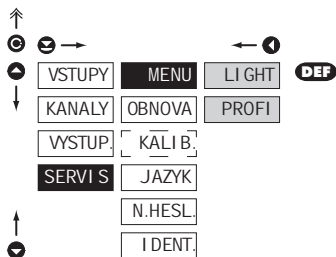 VSTUPY MENU LIGHT DEF
KANALY OBNOVA PROFI
VYSTUP. KALIB.
SERVIS JAZYK
N.HESL.
IDENT.